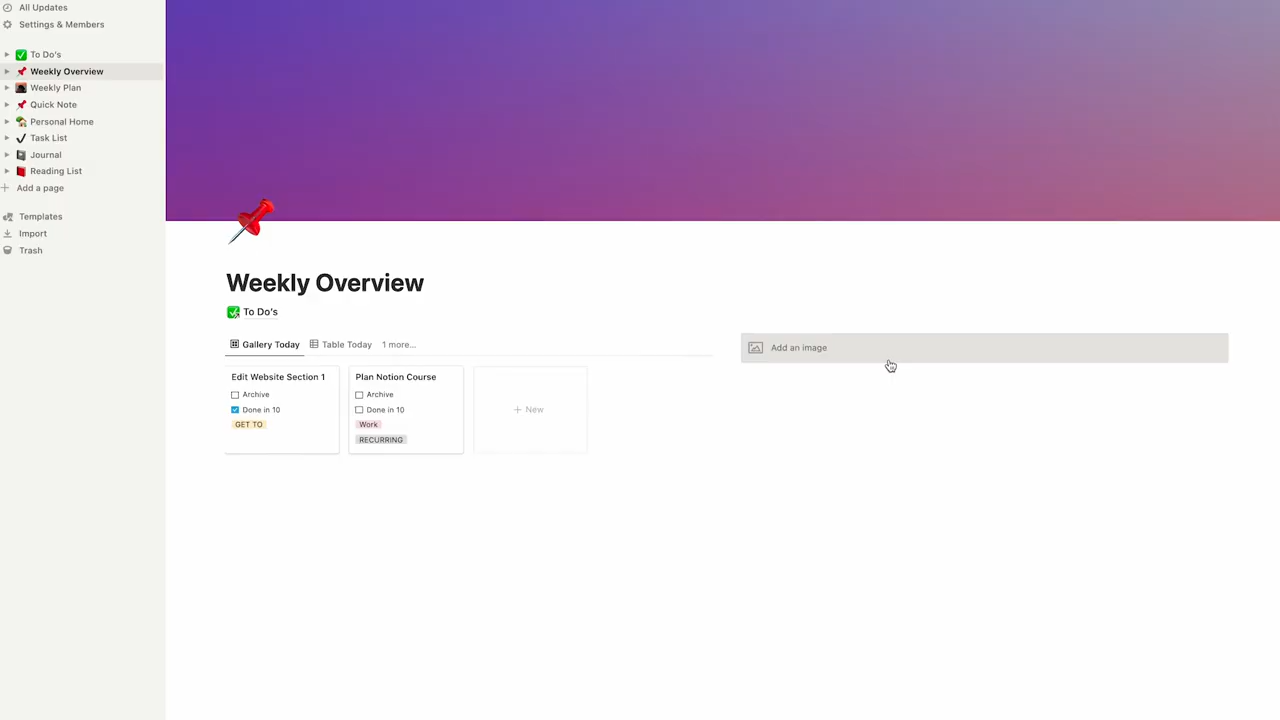 All Updates
Settings & Members
To Do's
Weekly Overview
Weekly Plan
Quick Note
Personal Home
Task List
Journal
Reading List
Add a page
Templates
Import
Trash
Weekly Overview
To Do's
Gallery Today Table Today 1 more...
Add an image
Edit Website Section 1
Archive
Done in 10
GET TO
Plan Notion Course
Archive
Done in 10
Work
RECURRING
+ New